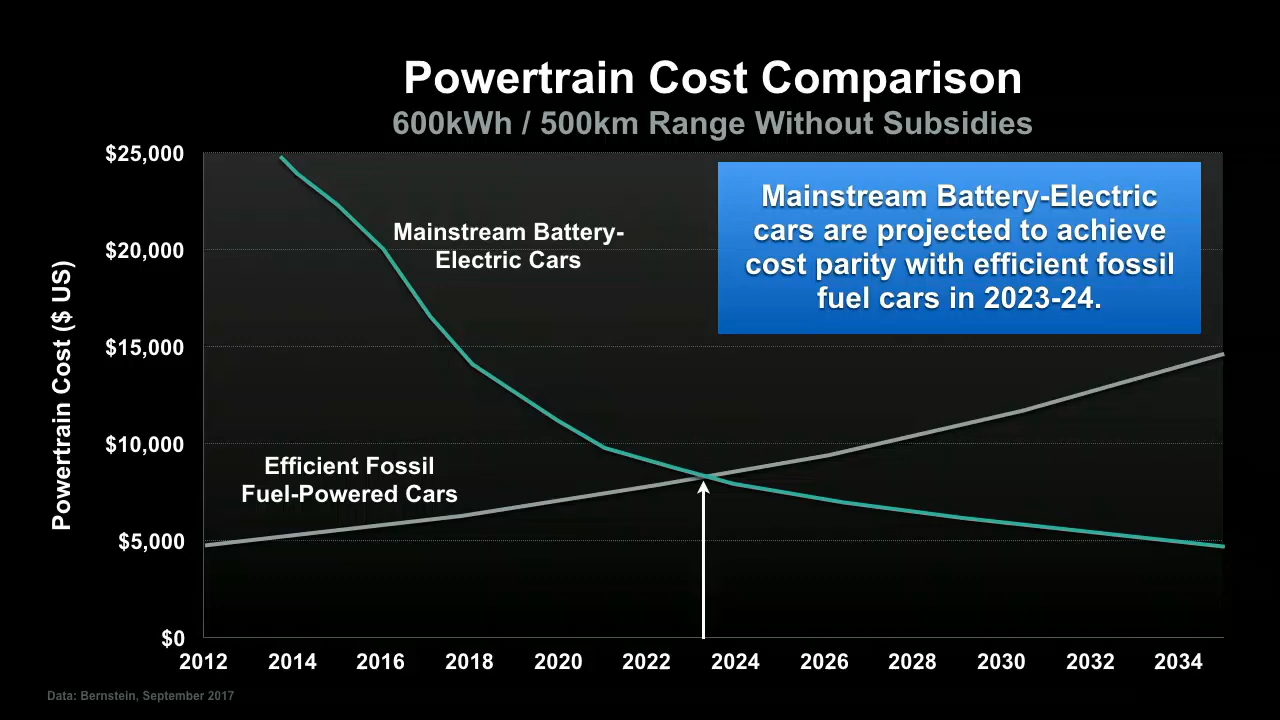 Powertrain Cost Comparison
600kWh / 500km Range Without Subsidies
$25,000
$20,000
$15,000
$10,000
$5,000
$0
Powertrain Cost ($ US)
Mainstream Battery-
Electric Cars
Mainstream Battery-Electric
cars are projected to achieve
cost parity with efficient fossil
fuel cars in 2023-24.
Efficient Fossil
Fuel-Powered Cars
2012 2014 2016 2018 2020 2022 2024 2026 2028 2030 2032 2034
Data: Bernstein, September 2017